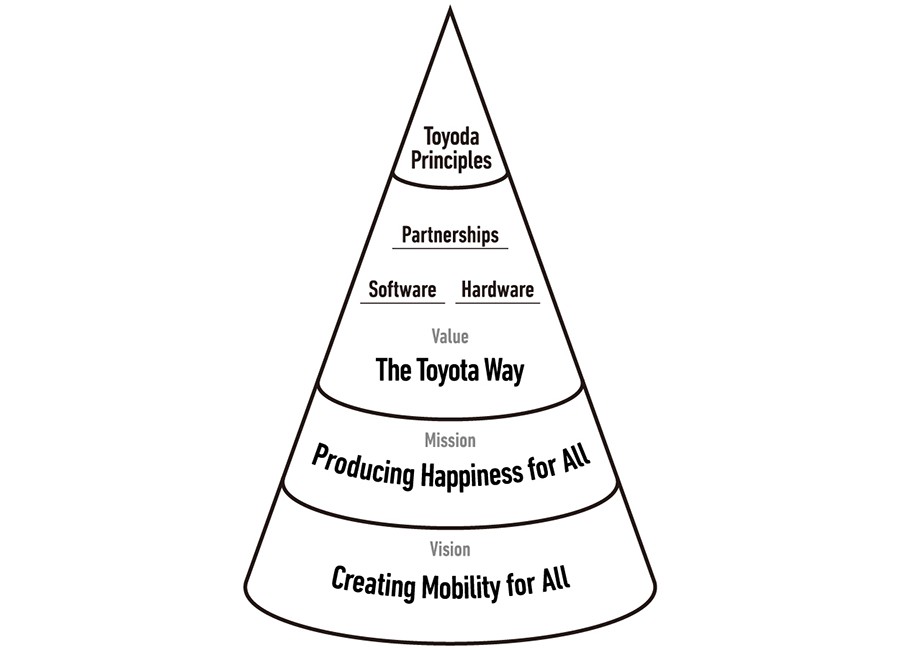 Toyoda
Principles
Partnerships
Software Hardware
Value
The Toyota Way
Mission
Producing Happiness for All
Vision
Creating Mobility for All